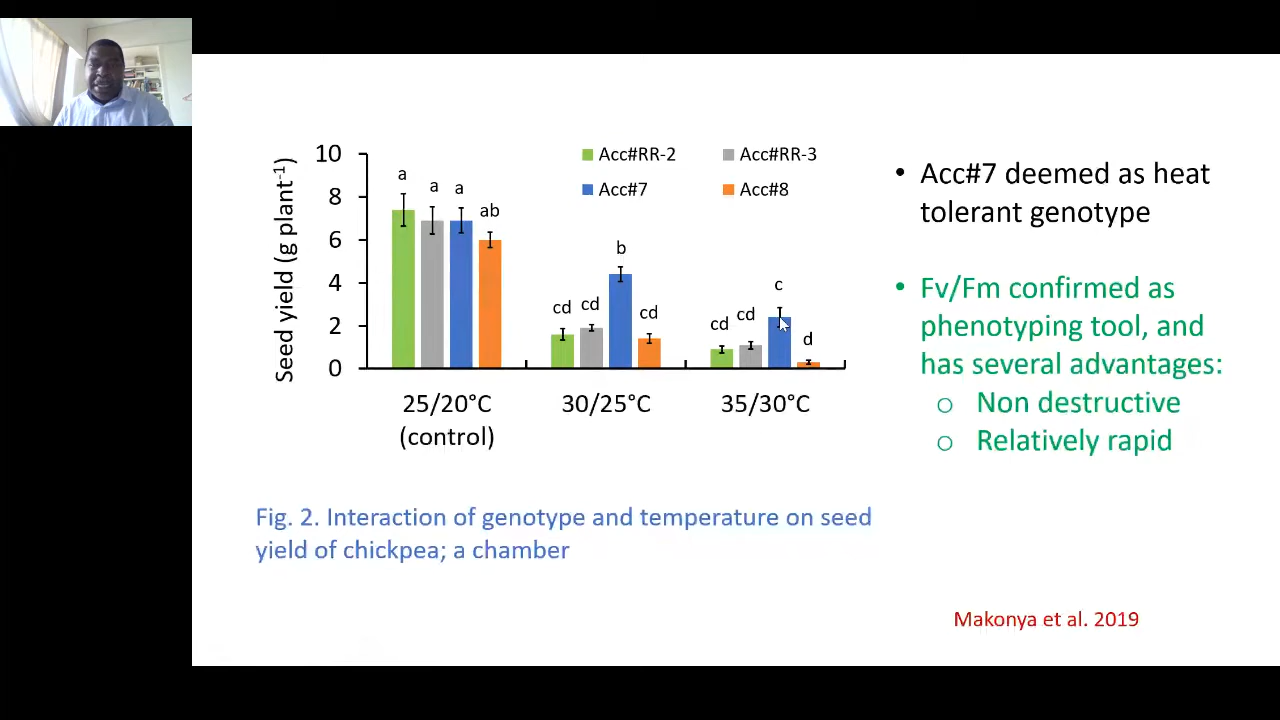 10
8
6
4
2
0
Seed yield (g plant⁻¹)
Acc#RR-2
Acc#RR-3
Acc#7
Acc#8
a
a
a
ab
cd
cd
b
cd
cd
cd
c
d
25/20°C
(control)
30/25°C
35/30°C
Fig. 2. Interaction of genotype and temperature on seed
yield of chickpea; a chamber
• Acc#7 deemed as heat
tolerant genotype
• Fv/Fm confirmed as
phenotyping tool, and
has several advantages:
o Non destructive
o Relatively rapid
Makonya et al. 2019